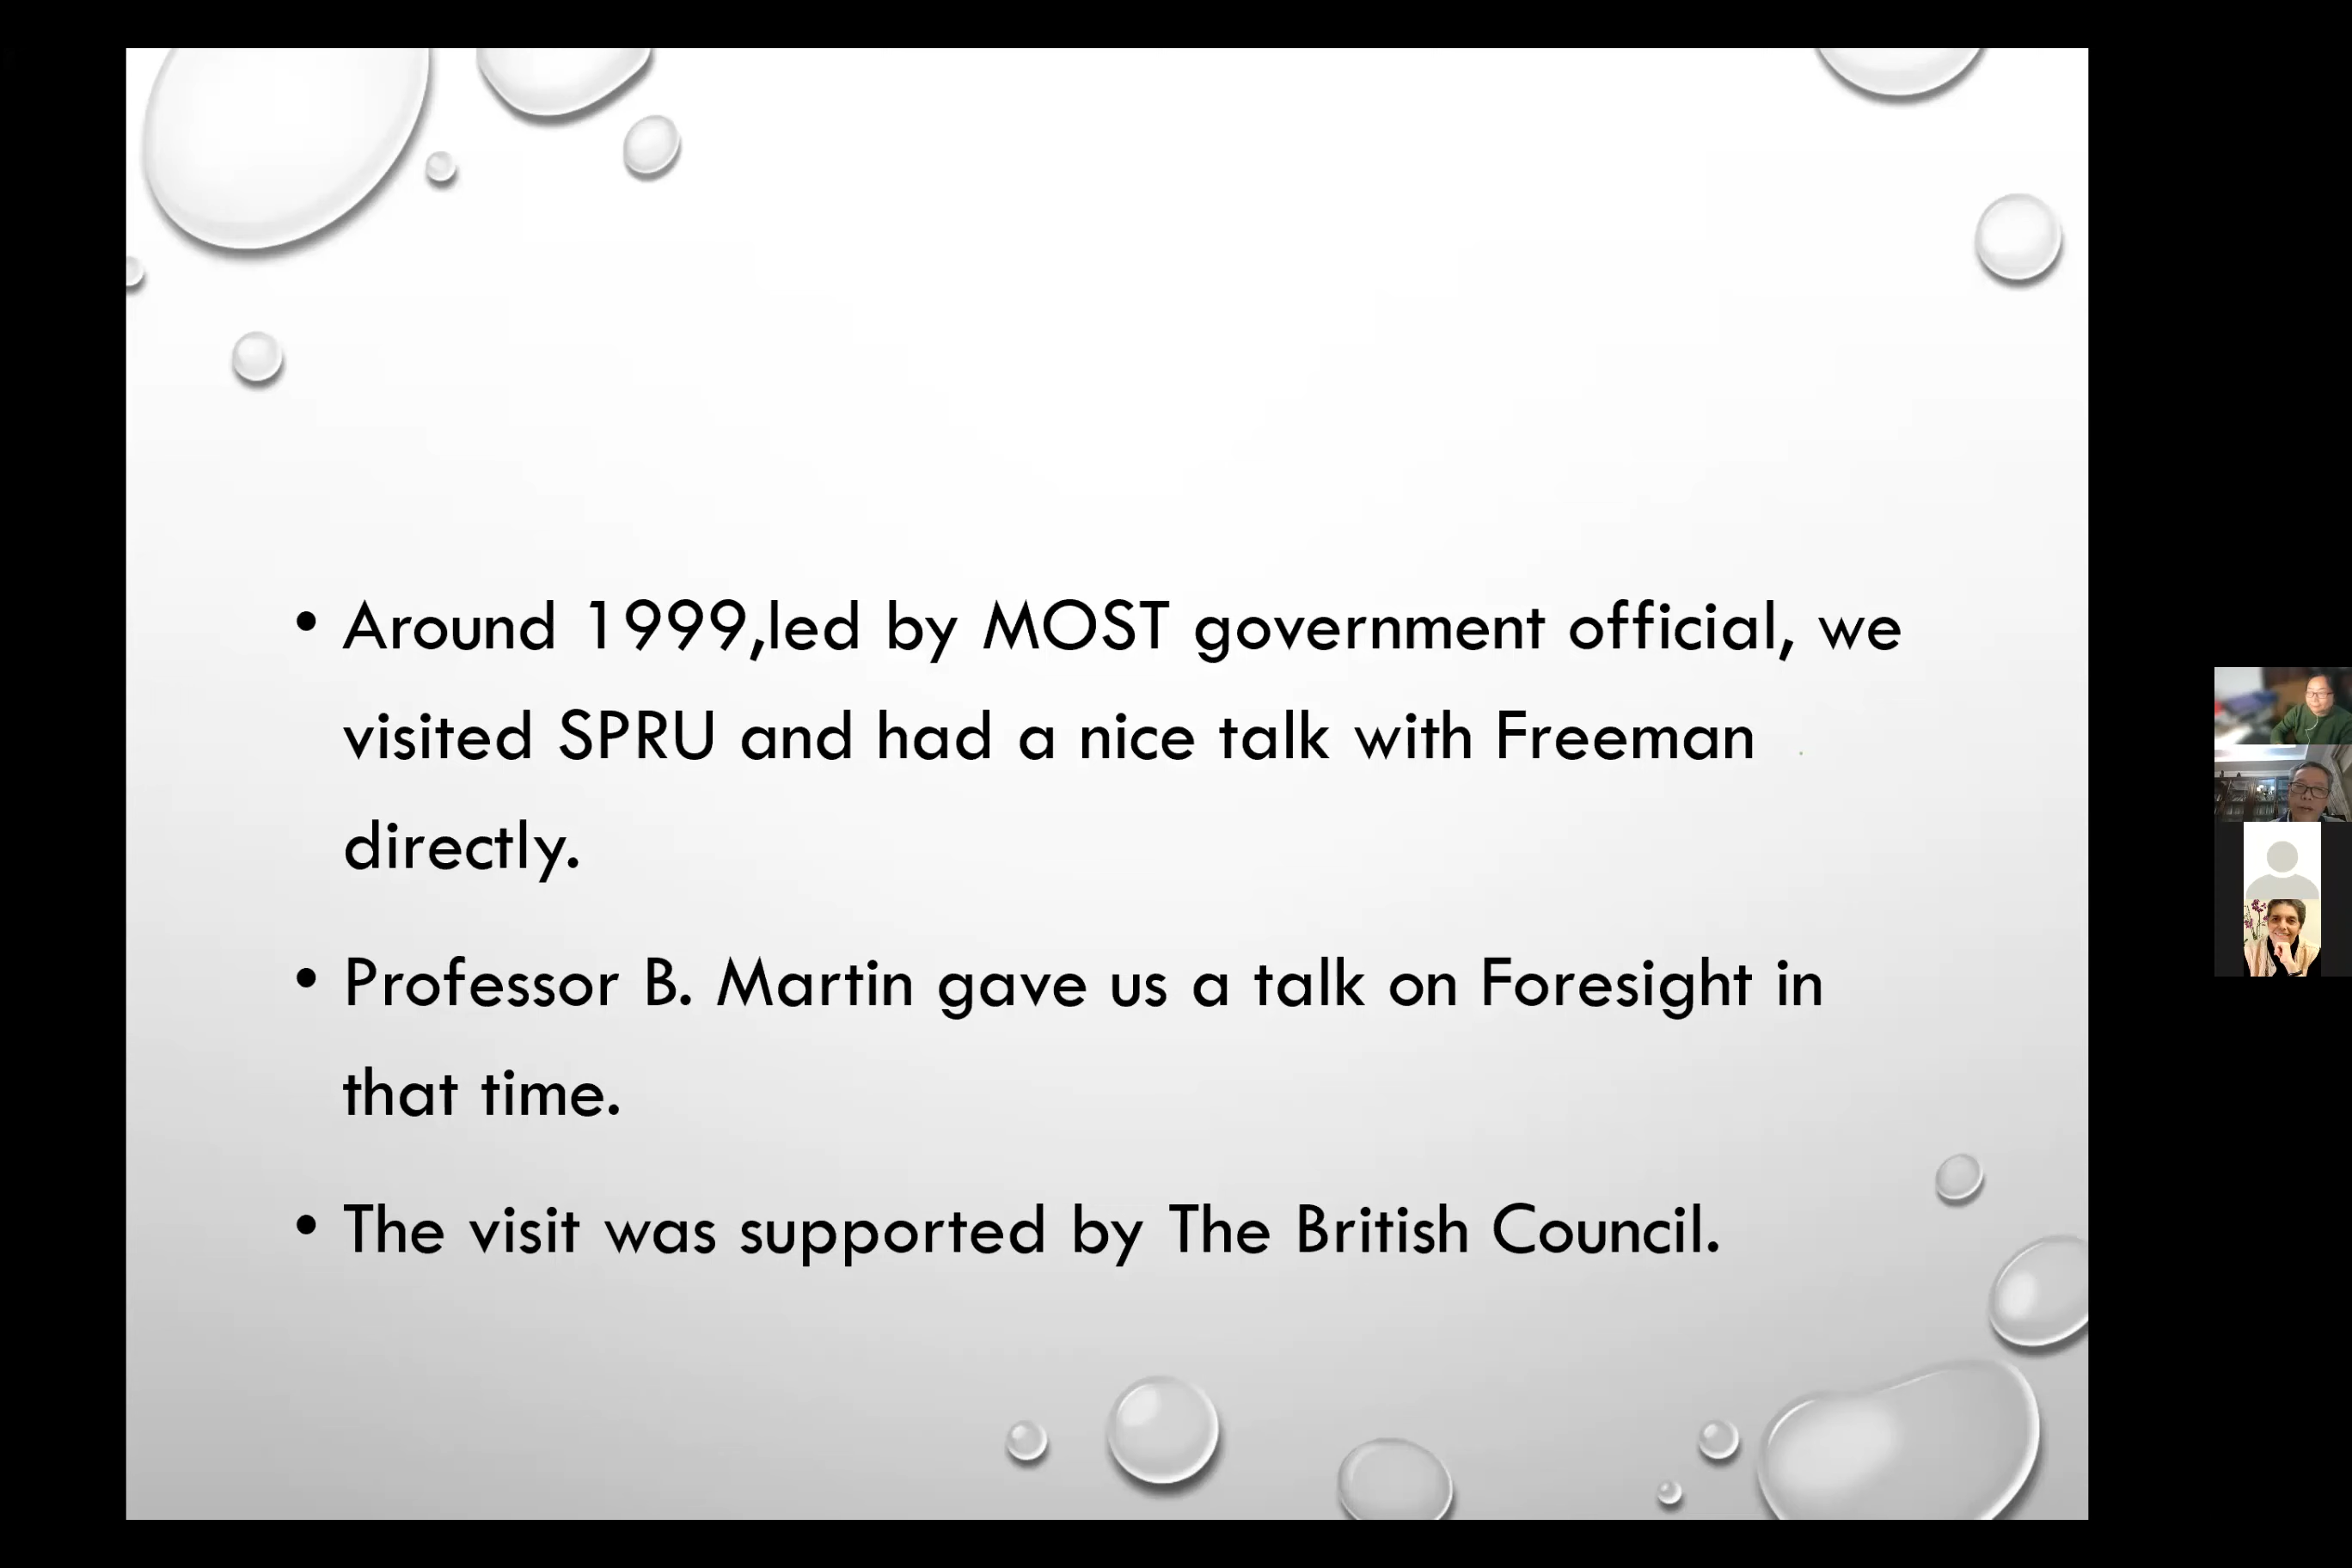 • Around 1999,led by MOST government official, we
visited SPRU and had a nice talk with Freeman
directly.
• Professor B. Martin gave us a talk on Foresight in
that time.
• The visit was supported by The British Council.